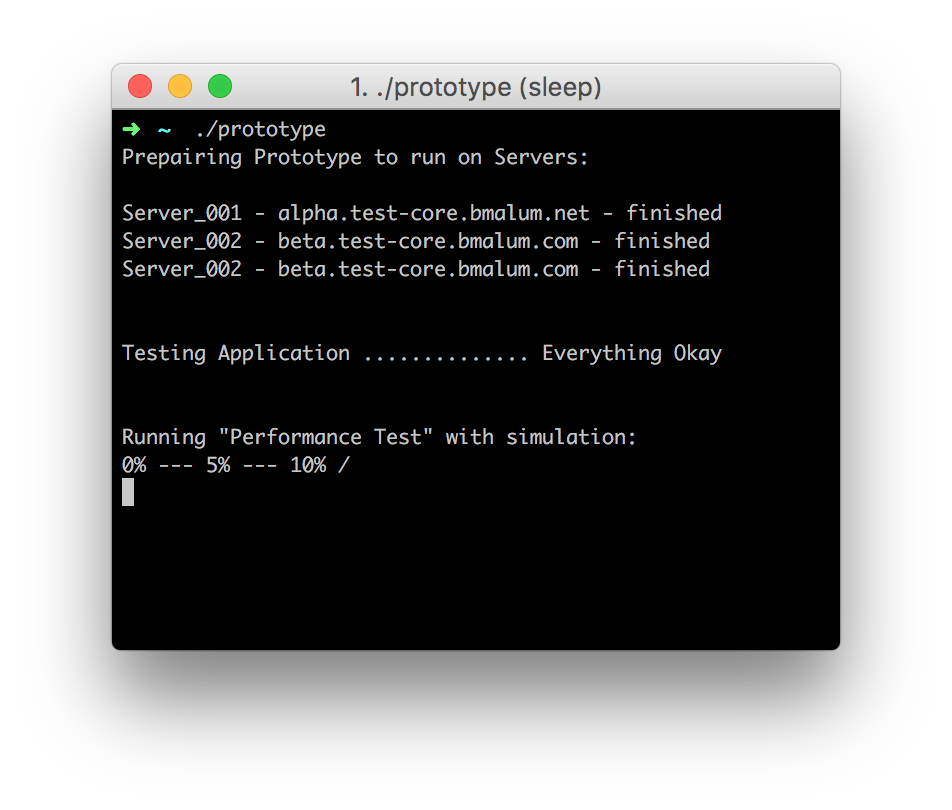 1. ./prototype (sleep)
➜ ~ ./prototype
Prepairing Prototype to run on Servers:
Server_001 - alpha.test-core.bmalum.net - finished
Server_002 - beta.test-core.bmalum.com - finished
Server_002 - beta.test-core.bmalum.com - finished
Testing Application .............. Everything Okay
Running "Performance Test" with simulation:
0% --- 5% --- 10% /